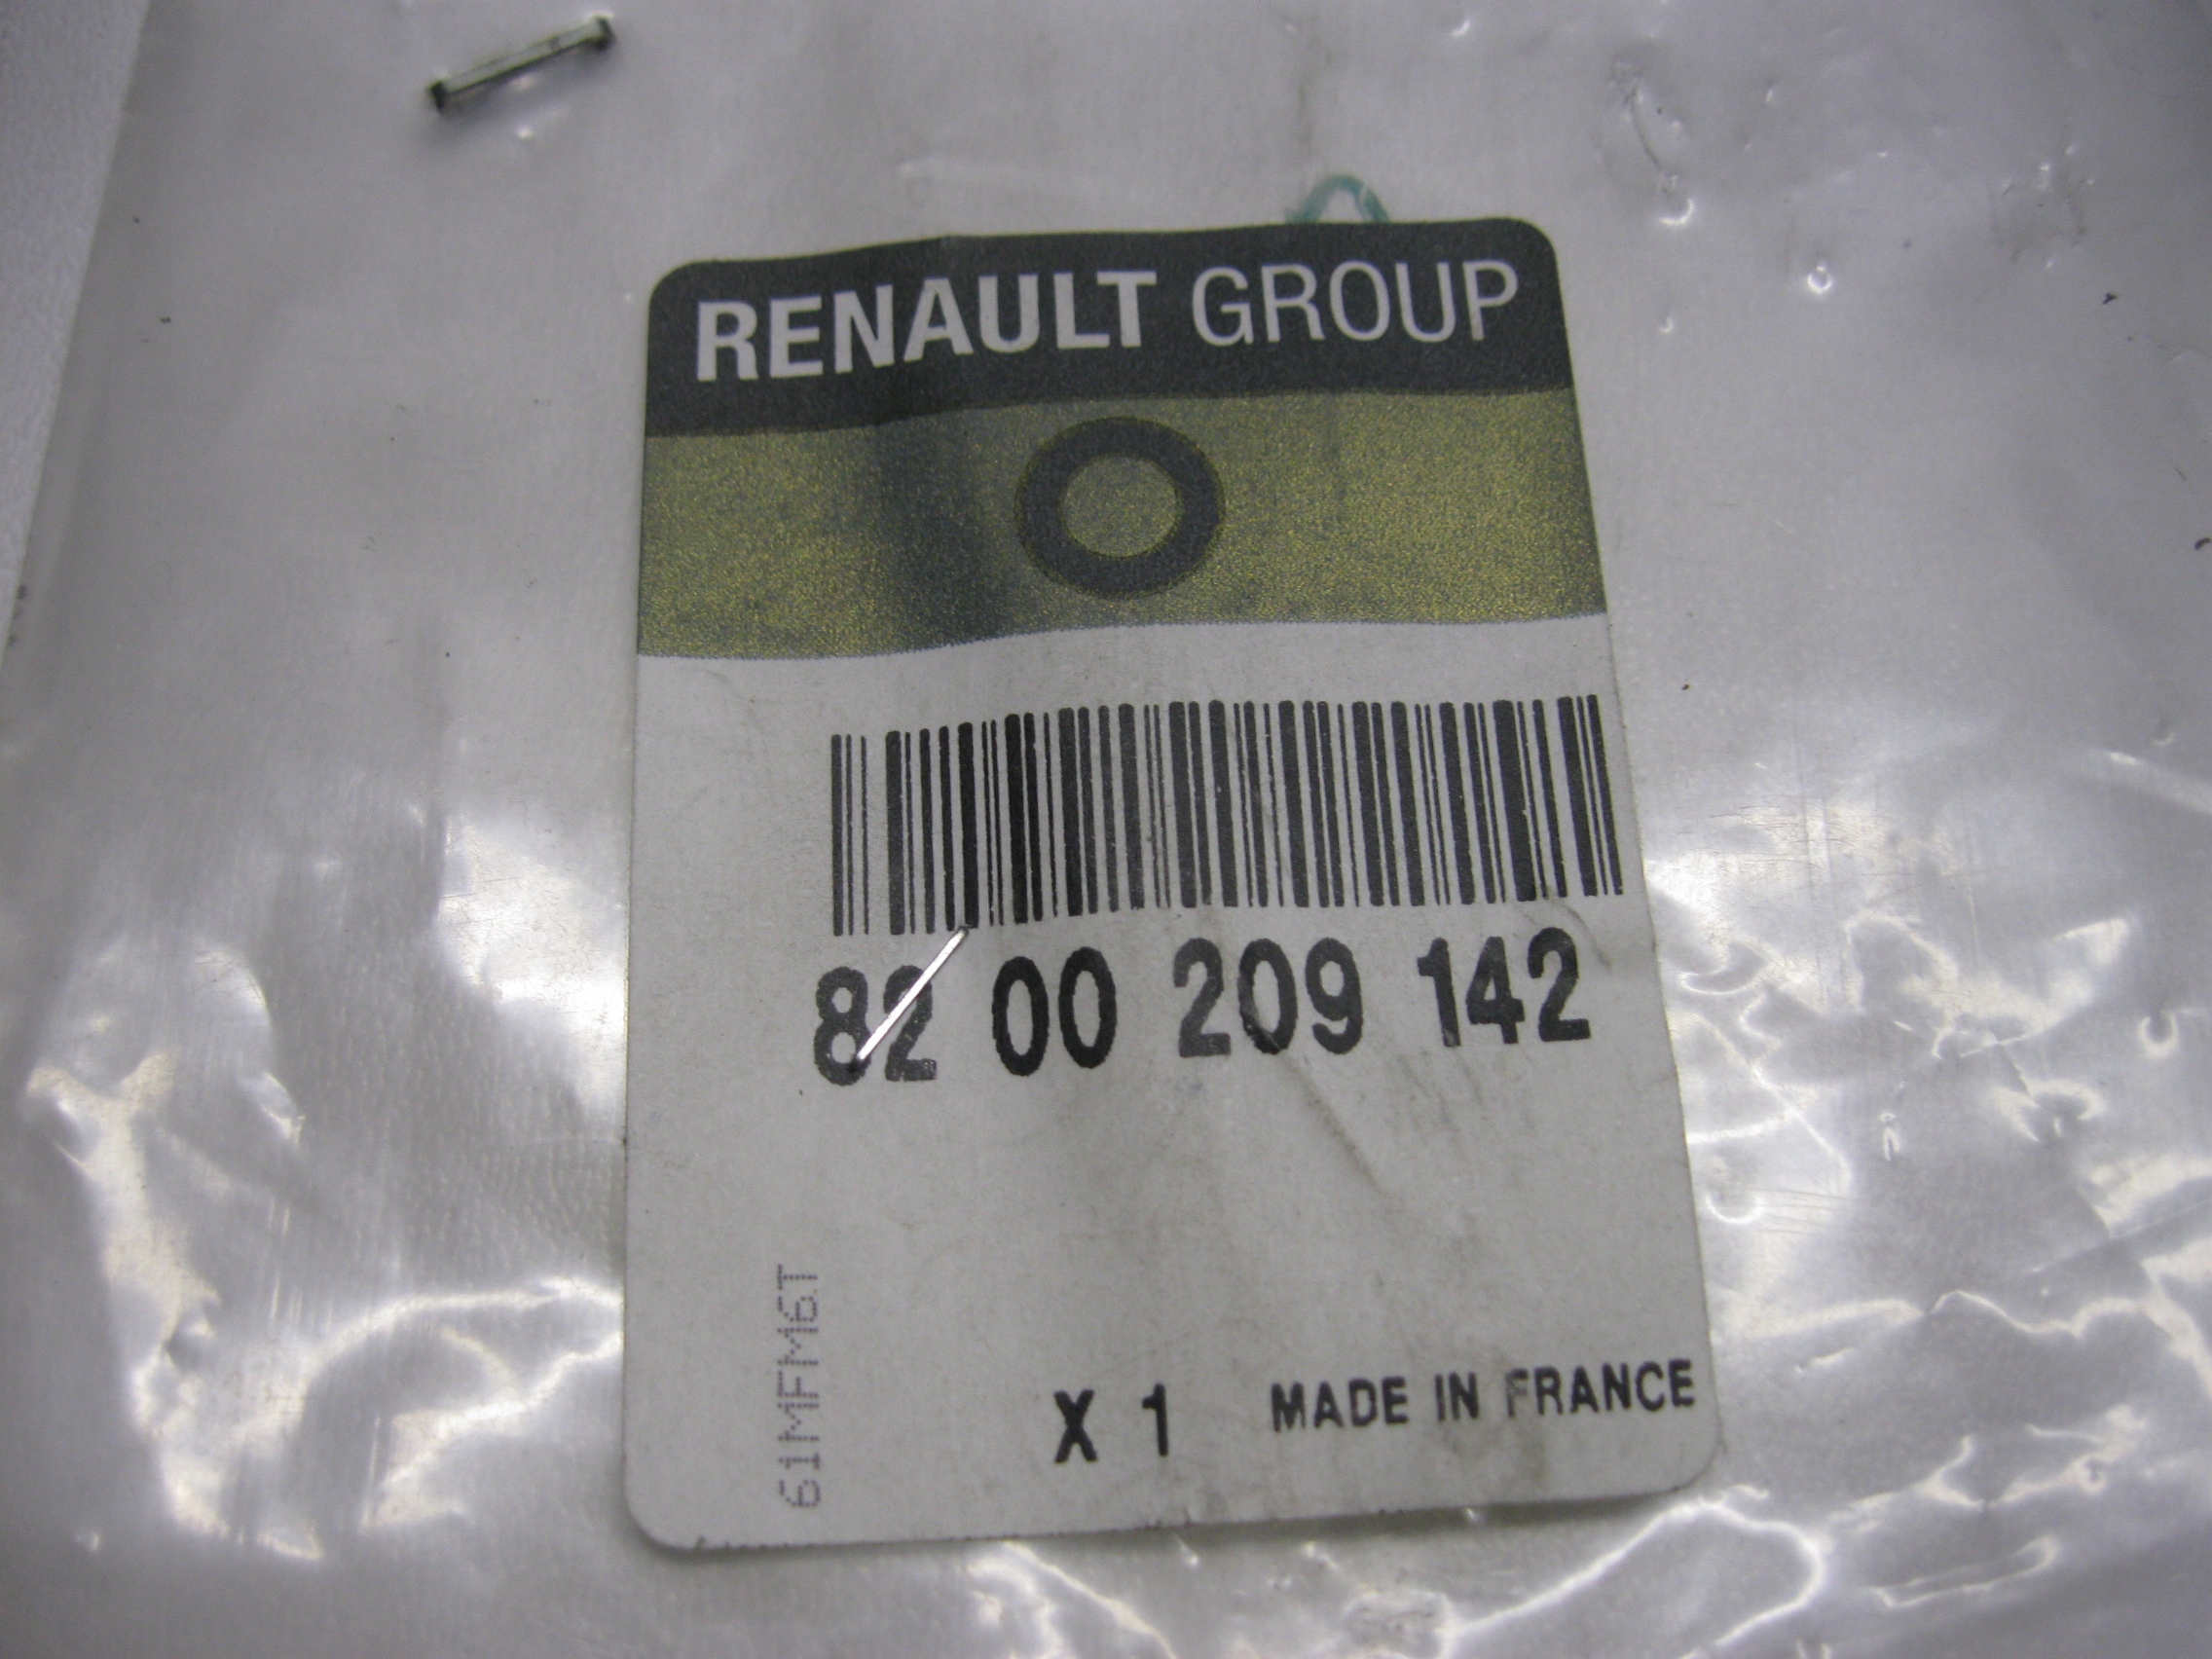 RENAULT GROUP
82 00 209 142
61MFM6T
X 1 MADE IN FRANCE